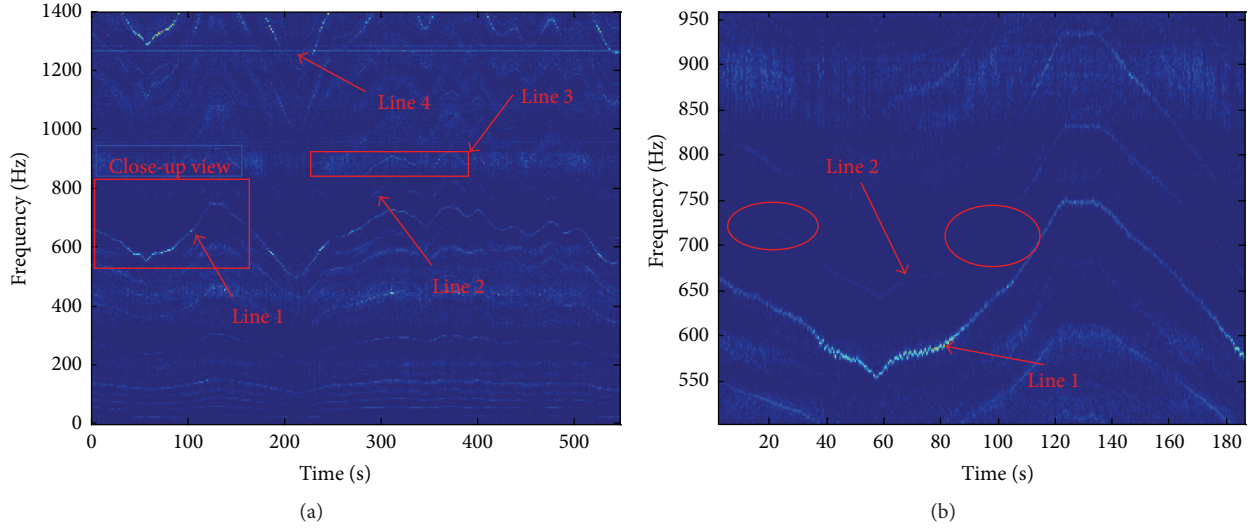 1400
1200
1000
800
600
400
200
0
Frequency (Hz)
0
100
200
300
400
500
Time (s)
Line 4
Line 3
Close-up view
Line 2
Line 1
(a)
950
900
850
800
750
700
650
600
550
Frequency (Hz)
20
40
60
80
100
120
140
160
180
Time (s)
Line 2
Line 1
(b)